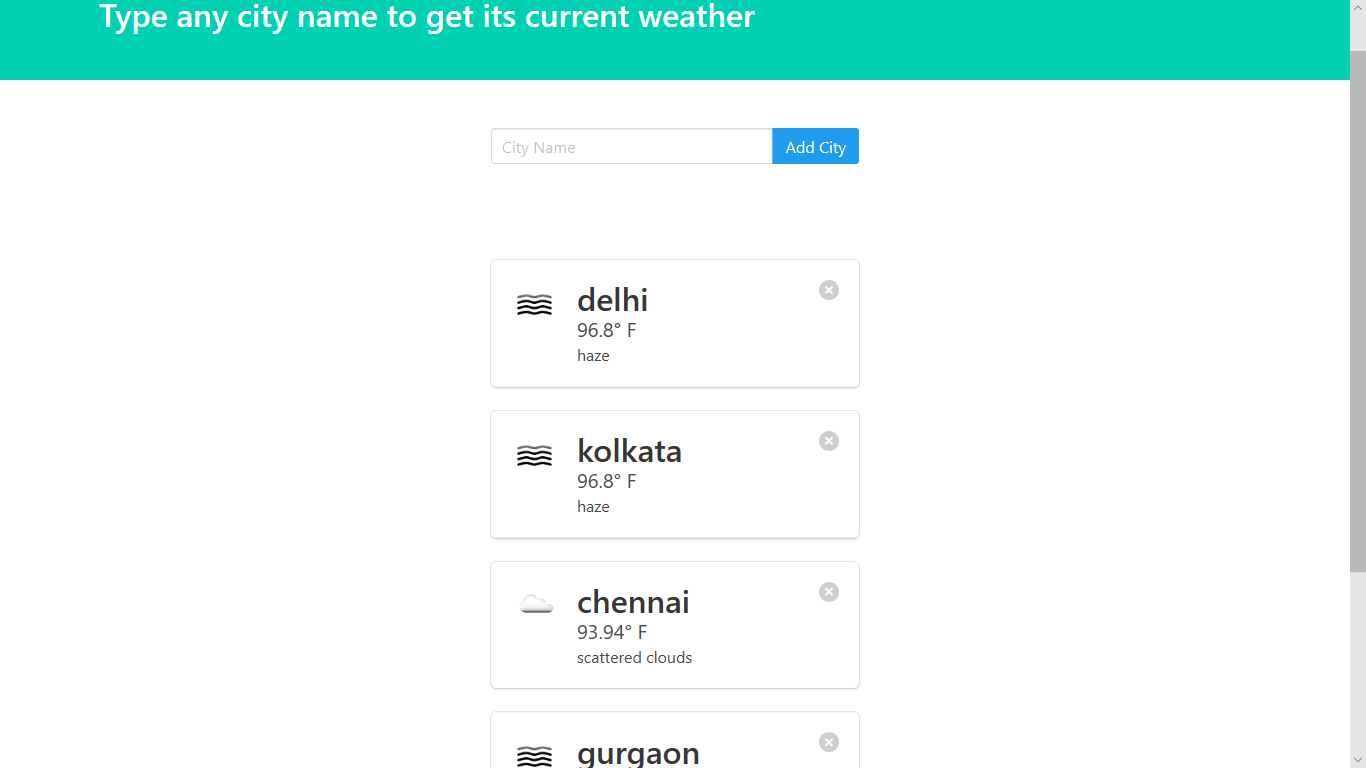 Type any city name to get its current weather
City Name
Add City
delhi
96.8° F
haze
kolkata
96.8° F
haze
chennai
93.94° F
scattered clouds
gurgaon